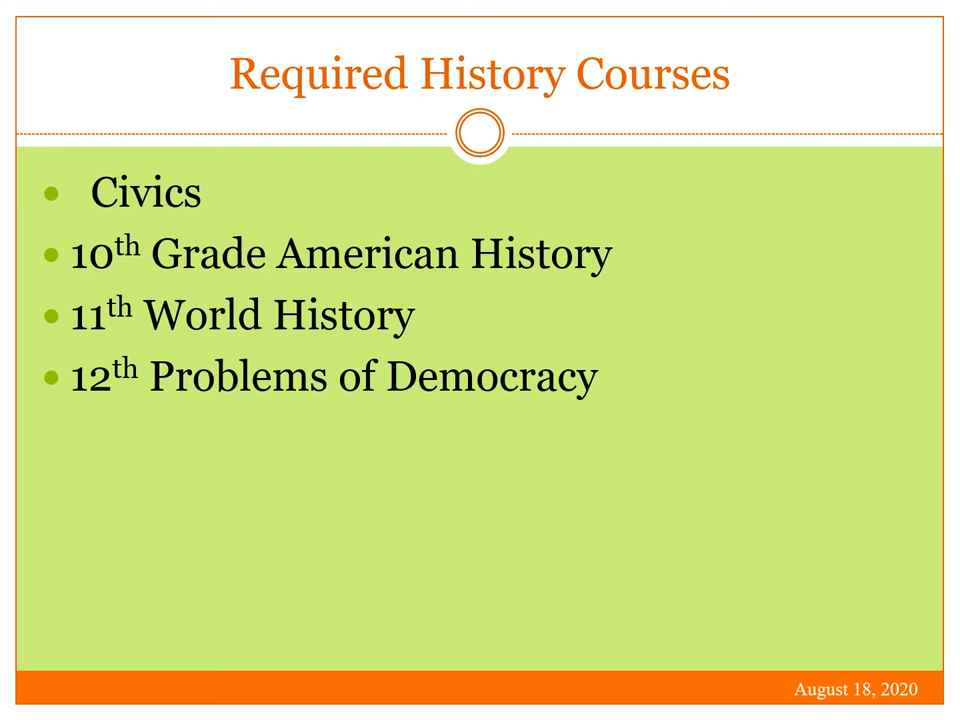 Required History Courses
• Civics
• 10th Grade American History
• 11th World History
• 12th Problems of Democracy
August 18, 2020